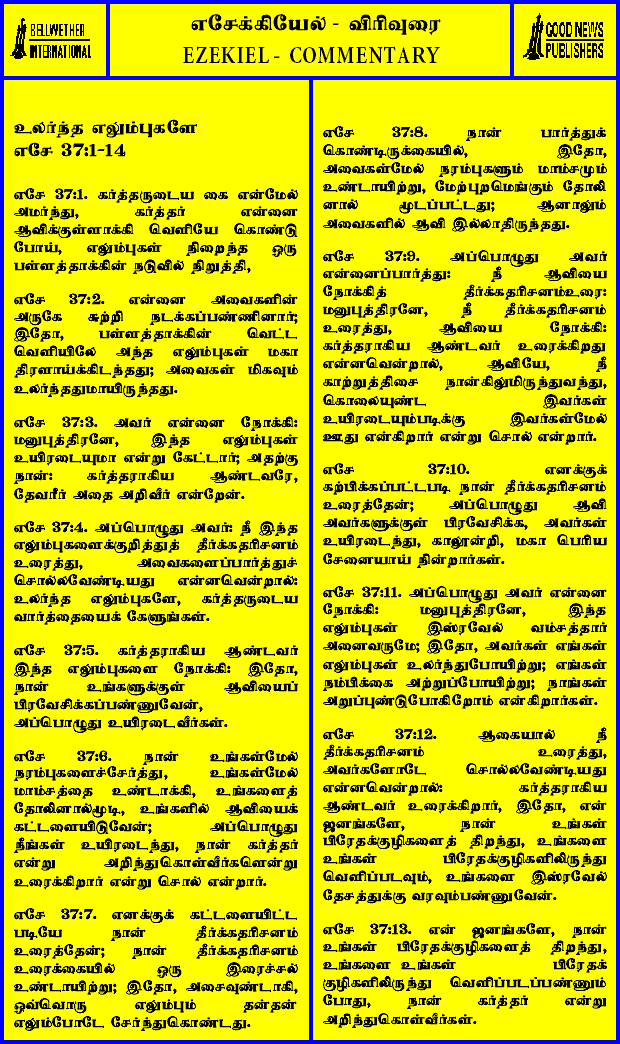 BELLWETHER
INTERNATIONAL
எசேக்கியேல் - விரிவுரை
EZEKIEL - COMMENTARY
GOOD NEWS
PUBLISHERS
உலர்ந்த எலும்புகளே
எசே 37:1-14
எசே 37:1. கர்த்தருடைய கை என்மேல்
அமர்ந்து, கர்த்தர் என்னை
ஆவிக்குள்ளாக்கி வெளியே கொண்டு
போய், எலும்புகள் நிறைந்த ஒரு
பள்ளத்தாக்கின் நடுவில் நிறுத்தி,
எசே 37:2. என்னை அவைகளின்
அருகே சுற்றி நடக்கப்பண்ணினார்;
இதோ, பள்ளத்தாக்கின் வெட்ட
வெளியிலே அந்த எலும்புகள் மகா
திரளாய்க்கிடந்தது; அவைகள் மிகவும்
உலர்ந்ததுமாயிருந்தது.
எசே 37:3. அவர் என்னை நோக்கி:
மனுபுத்திரனே, இந்த எலும்புகள்
உயிரடையுமா என்று கேட்டார்; அதற்கு
நான்: கர்த்தராகிய ஆண்டவரே,
தேவரீர் அதை அறிவீர் என்றேன்.
எசே 37:4. அப்பொழுது அவர்: நீ இந்த
எலும்புகளைக்குறித்துத் தீர்க்கதரிசனம்
உரைத்து, அவைகளைப்பார்த்துச்
சொல்லவேண்டியது என்னவென்றால்:
உலர்ந்த எலும்புகளே, கர்த்தருடைய
வார்த்தையைக் கேளுங்கள்.
எசே 37:5. கர்த்தராகிய ஆண்டவர்
இந்த எலும்புகளை நோக்கி: இதோ,
நான் உங்களுக்குள் ஆவியைப்
பிரவேசிக்கப்பண்ணுவேன்,
அப்பொழுது உயிரடைவீர்கள்.
எசே 37:6. நான் உங்கள்மேல்
நரம்புகளைச்சேர்த்து, உங்கள்மேல்
மாம்சத்தை உண்டாக்கி, உங்களைத்
தோலினால்மூடி, உங்களில் ஆவியைக்
கட்டளையிடுவேன்; அப்பொழுது
நீங்கள் உயிரடைந்து, நான் கர்த்தர்
என்று அறிந்துகொள்வீர்களென்று
உரைக்கிறார் என்று சொல் என்றார்.
எசே 37:7. எனக்குக் கட்டளையிட்ட
படியே நான் தீர்க்கதரிசனம்
உரைத்தேன்; நான் தீர்க்கதரிசனம்
உரைக்கையில் ஒரு இரைச்சல்
உண்டாயிற்று; இதோ, அசைவுண்டாகி,
ஒவ்வொரு எலும்பும் தன்தன்
எலும்போடே சேர்ந்துகொண்டது.
எசே 37:8. நான் பார்த்துக்
கொண்டிருக்கையில், இதோ,
அவைகள்மேல் நரம்புகளும் மாம்சமும்
உண்டாயிற்று, மேற்புறமெங்கும் தோலி
னால் மூடப்பட்டது; ஆனாலும்
அவைகளில் ஆவி இல்லாதிருந்தது.
எசே 37:9. அப்பொழுது அவர்
என்னைப்பார்த்து: நீ ஆவியை
நோக்கித் தீர்க்கதரிசனம்உரை:
மனுபுத்திரனே, நீ தீர்க்கதரிசனம்
உரைத்து, ஆவியை நோக்கி:
கர்த்தராகிய ஆண்டவர் உரைக்கிறது
என்னவென்றால், ஆவியே, நீ
காற்றுத்திசை நான்கிலுமிருந்துவந்து,
கொலையுண்ட இவர்கள்
உயிரடையும்படிக்கு இவர்கள்மேல்
ஊது என்கிறார் என்று சொல் என்றார்.
எசே 37:10. எனக்குக்
கற்பிக்கப்பட்டபடி நான் தீர்க்கதரிசனம்
உரைத்தேன்; அப்பொழுது ஆவி
அவர்களுக்குள் பிரவேசிக்க, அவர்கள்
உயிரடைந்து, காலூன்றி, மகா பெரிய
சேனையாய் நின்றார்கள்.
எசே 37:11. அப்பொழுது அவர் என்னை
நோக்கி: மனுபுத்திரனே, இந்த
எலும்புகள் இஸ்ரவேல் வம்சத்தார்
அனைவருமே; இதோ, அவர்கள் எங்கள்
எலும்புகள் உலர்ந்துபோயிற்று; எங்கள்
நம்பிக்கை அற்றுப்போயிற்று; நாங்கள்
அறுப்புண்டுபோகிறோம் என்கிறார்கள்.
எசே 37:12. ஆகையால் நீ
தீர்க்கதரிசனம் உரைத்து,
அவர்களோடே சொல்லவேண்டியது
என்னவென்றால்: கர்த்தராகிய
ஆண்டவர் உரைக்கிறார், இதோ, என்
ஜனங்களே, நான் உங்கள்
பிரேதக்குழிகளைத் திறந்து, உங்களை
உங்கள் பிரேதக்குழிகளிலிருந்து
வெளிப்படவும், உங்களை இஸ்ரவேல்
தேசத்துக்கு வரவும்பண்ணுவேன்.
எசே 37:13. என் ஜனங்களே, நான்
உங்கள் பிரேதக்குழிகளைத் திறந்து,
உங்களை உங்கள் பிரேதக்
குழிகளிலிருந்து வெளிப்படப்பண்ணும்
போது, நான் கர்த்தர் என்று
அறிந்துகொள்வீர்கள்.